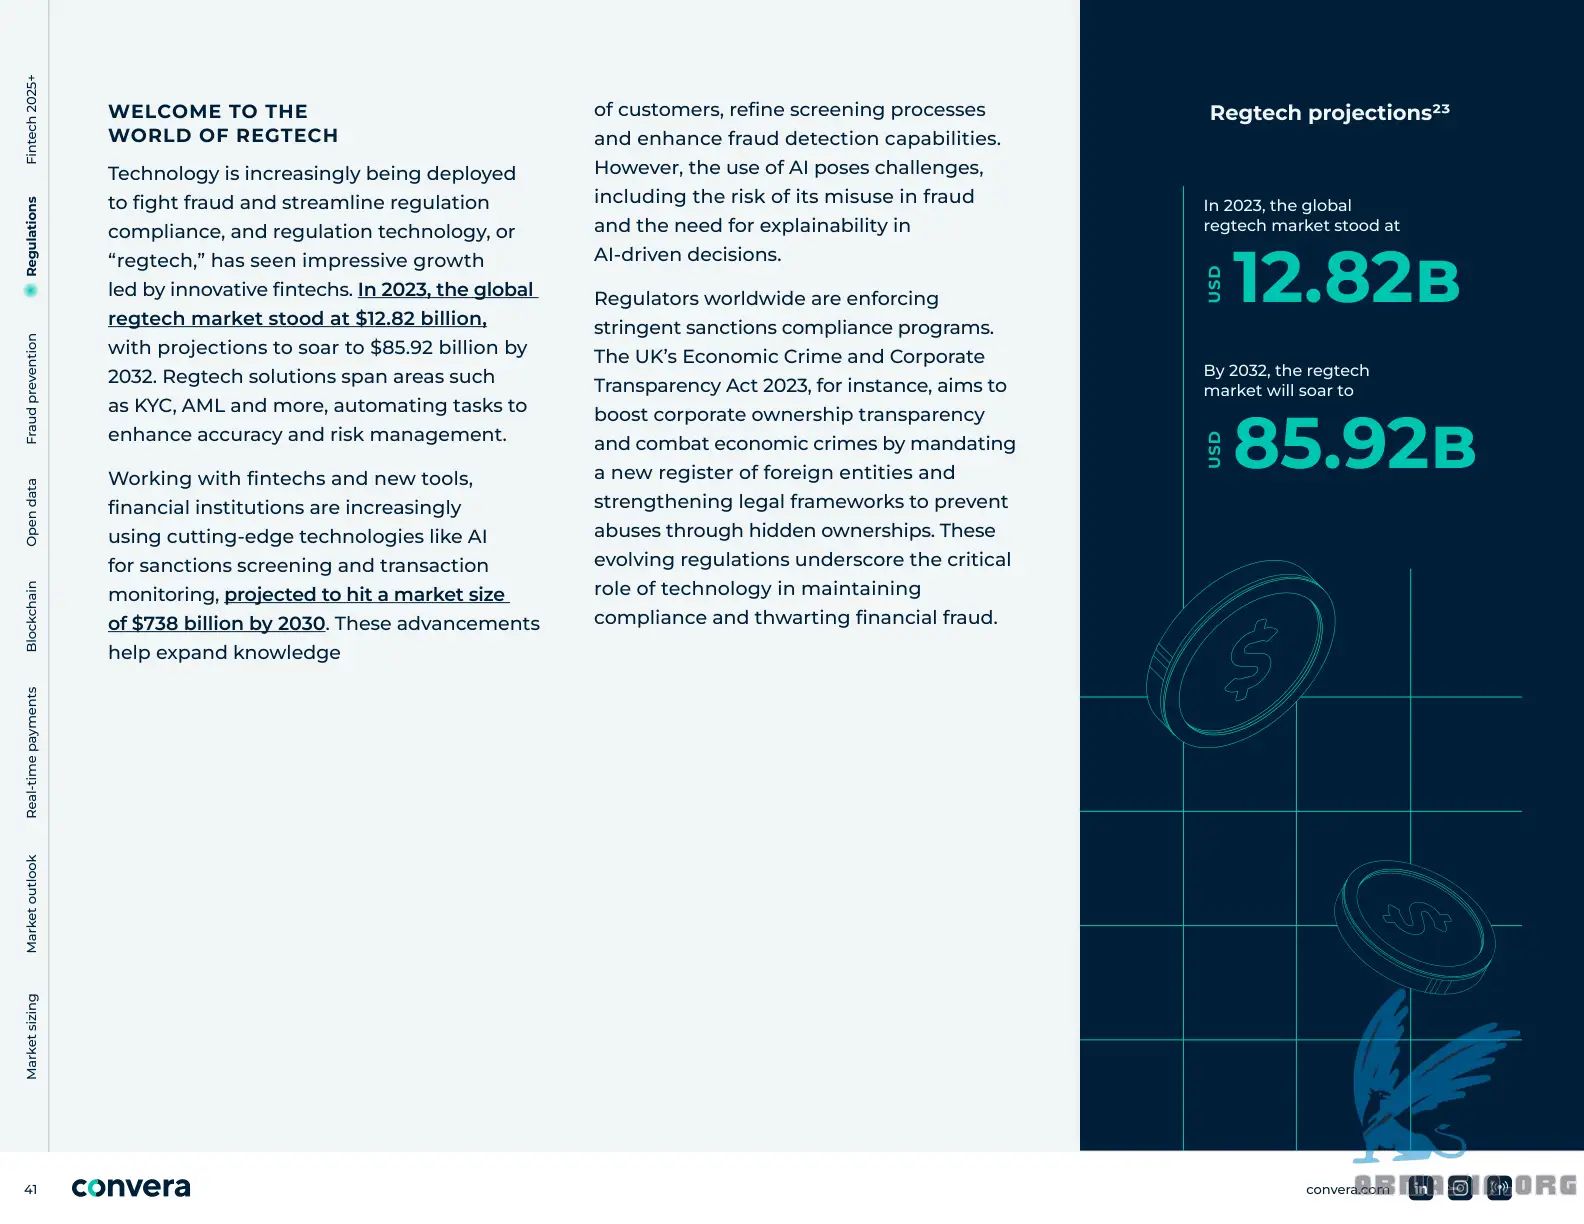 Fintech 2025+
Regulations
Fraud prevention
Open data
Blockchain
Real-time payments
Market outlook
Market sizing
WELCOME TO THE
WORLD OF REGTECH
Technology is increasingly being deployed
to fight fraud and streamline regulation
compliance, and regulation technology, or
“regtech,” has seen impressive growth
led by innovative fintechs. In 2023, the global
regtech market stood at $12.82 billion,
with projections to soar to $85.92 billion by
2032. Regtech solutions span areas such
as KYC, AML and more, automating tasks to
enhance accuracy and risk management.
Working with fintechs and new tools,
financial institutions are increasingly
using cutting-edge technologies like AI
for sanctions screening and transaction
monitoring, projected to hit a market size
of $738 billion by 2030. These advancements
help expand knowledge
of customers, refine screening processes
and enhance fraud detection capabilities.
However, the use of AI poses challenges,
including the risk of its misuse in fraud
and the need for explainability in
AI-driven decisions.
Regulators worldwide are enforcing
stringent sanctions compliance programs.
The UK’s Economic Crime and Corporate
Transparency Act 2023, for instance, aims to
boost corporate ownership transparency
and combat economic crimes by mandating
a new register of foreign entities and
strengthening legal frameworks to prevent
abuses through hidden ownerships. These
evolving regulations underscore the critical
role of technology in maintaining
compliance and thwarting financial fraud.
Regtech projections²³
In 2023, the global
regtech market stood at
USD 12.82B
By 2032, the regtech
market will soar to
USD 85.92B
$
$
41
convera
convera.com
in